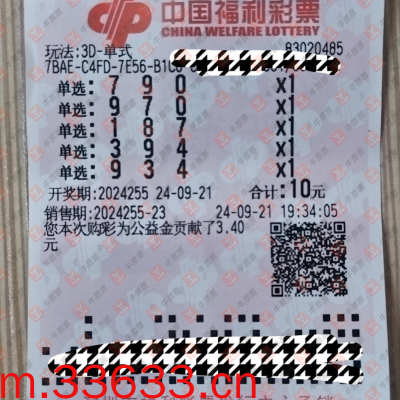 中国福利彩票
CHINA WELFARE LOTTERY
玩法:3D-单式 83020485
7BAE-C4FD-7E56-B1C0
单选: 7 9 0 x1
单选: 9 7 0 x1
单选: 1 8 7 x1
单选: 3 9 4 x1
单选: 9 3 4 x1
开奖期:2024255 24-09-21 合计:10元
销售期:2024255-23 24-09-21 19:34:05
您本次购彩为公益金贡献了3.40
元
m.33633.cn